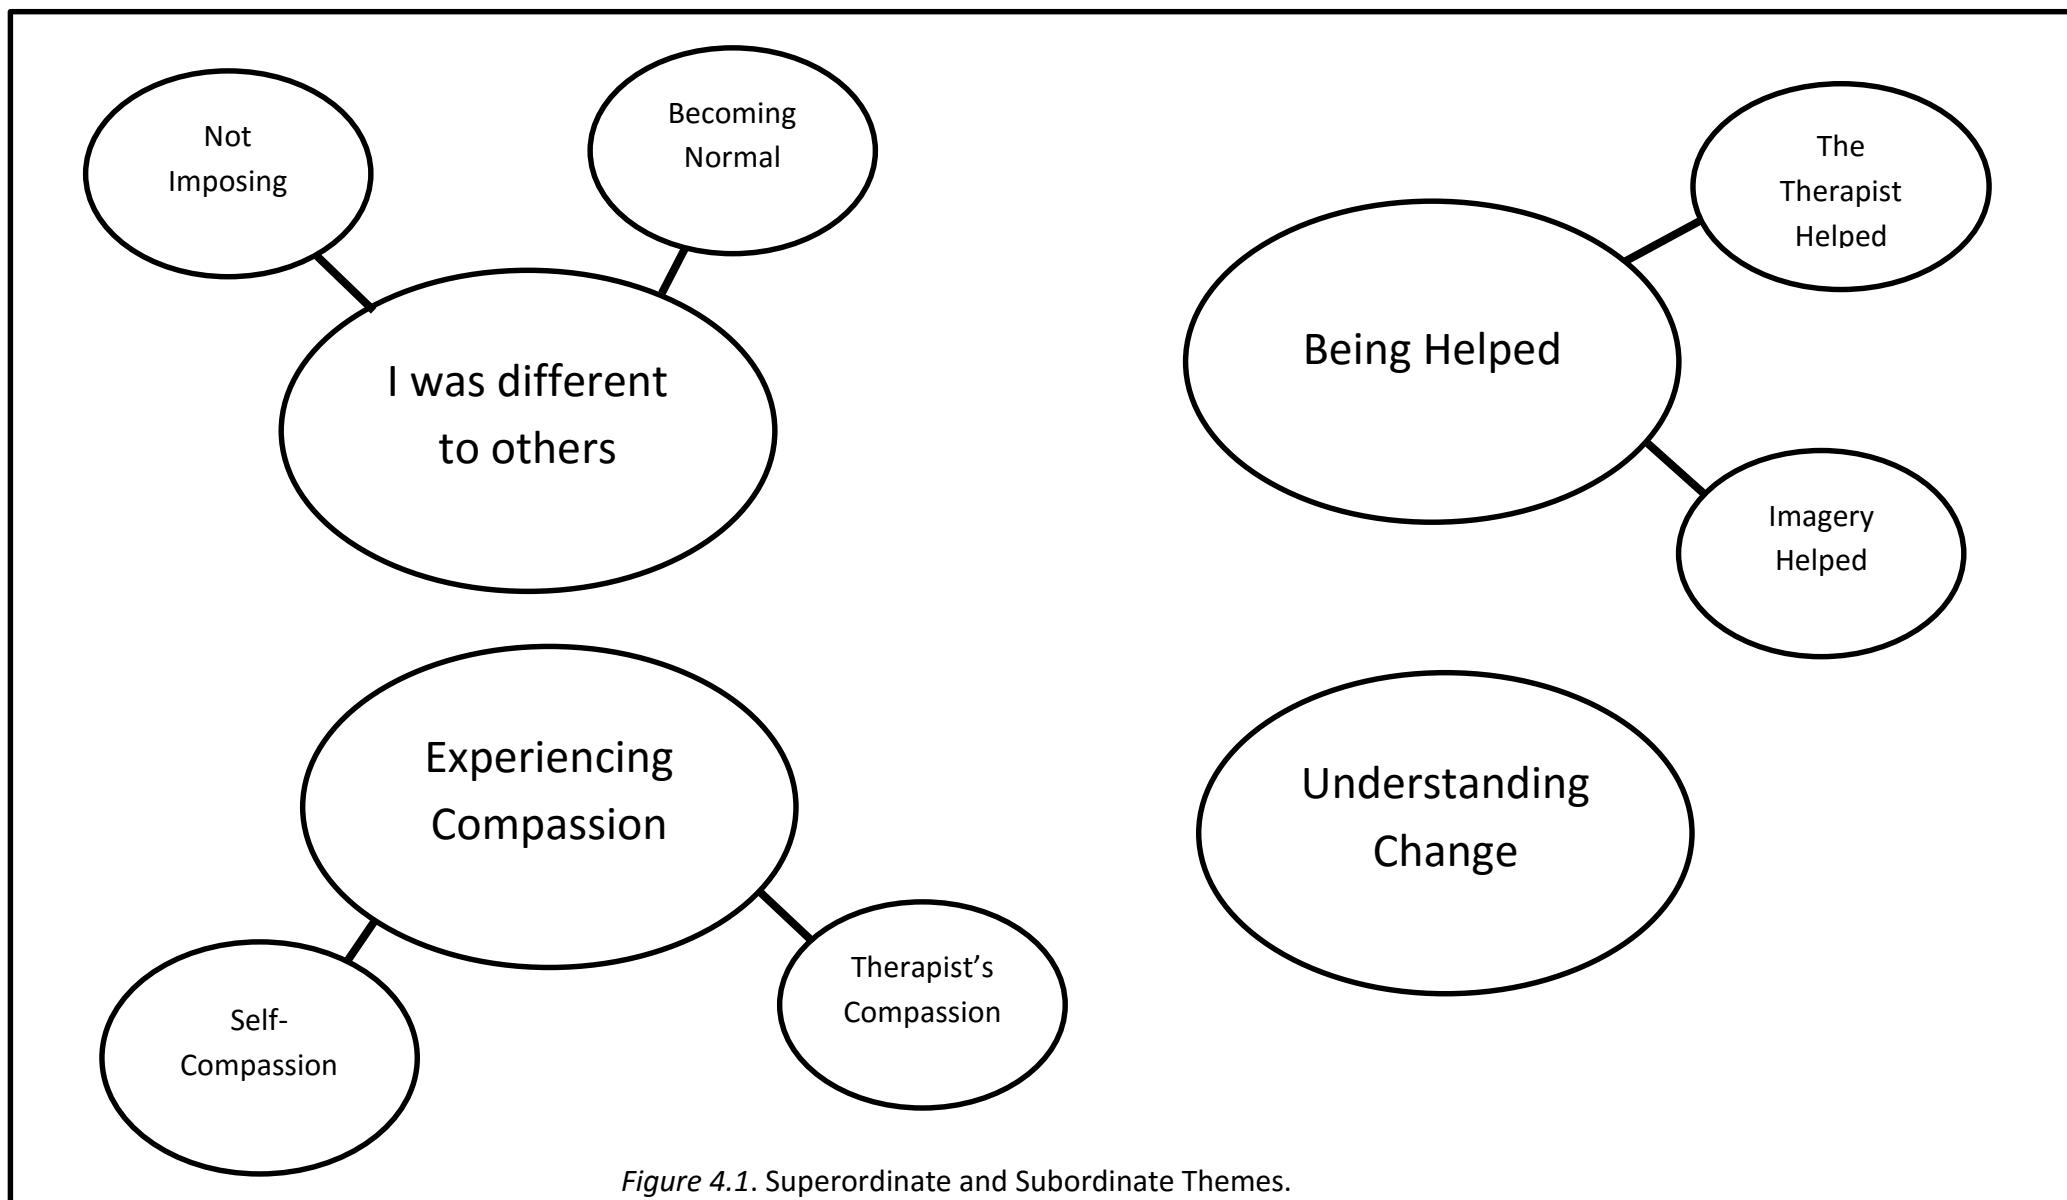 Not
Imposing
Becoming
Normal
I was different
to others
The
Therapist
Helped
Being Helped
Imagery
Helped
Experiencing
Compassion
Self-
Compassion
Therapist’s
Compassion
Understanding
Change
Figure 4.1. Superordinate and Subordinate Themes.